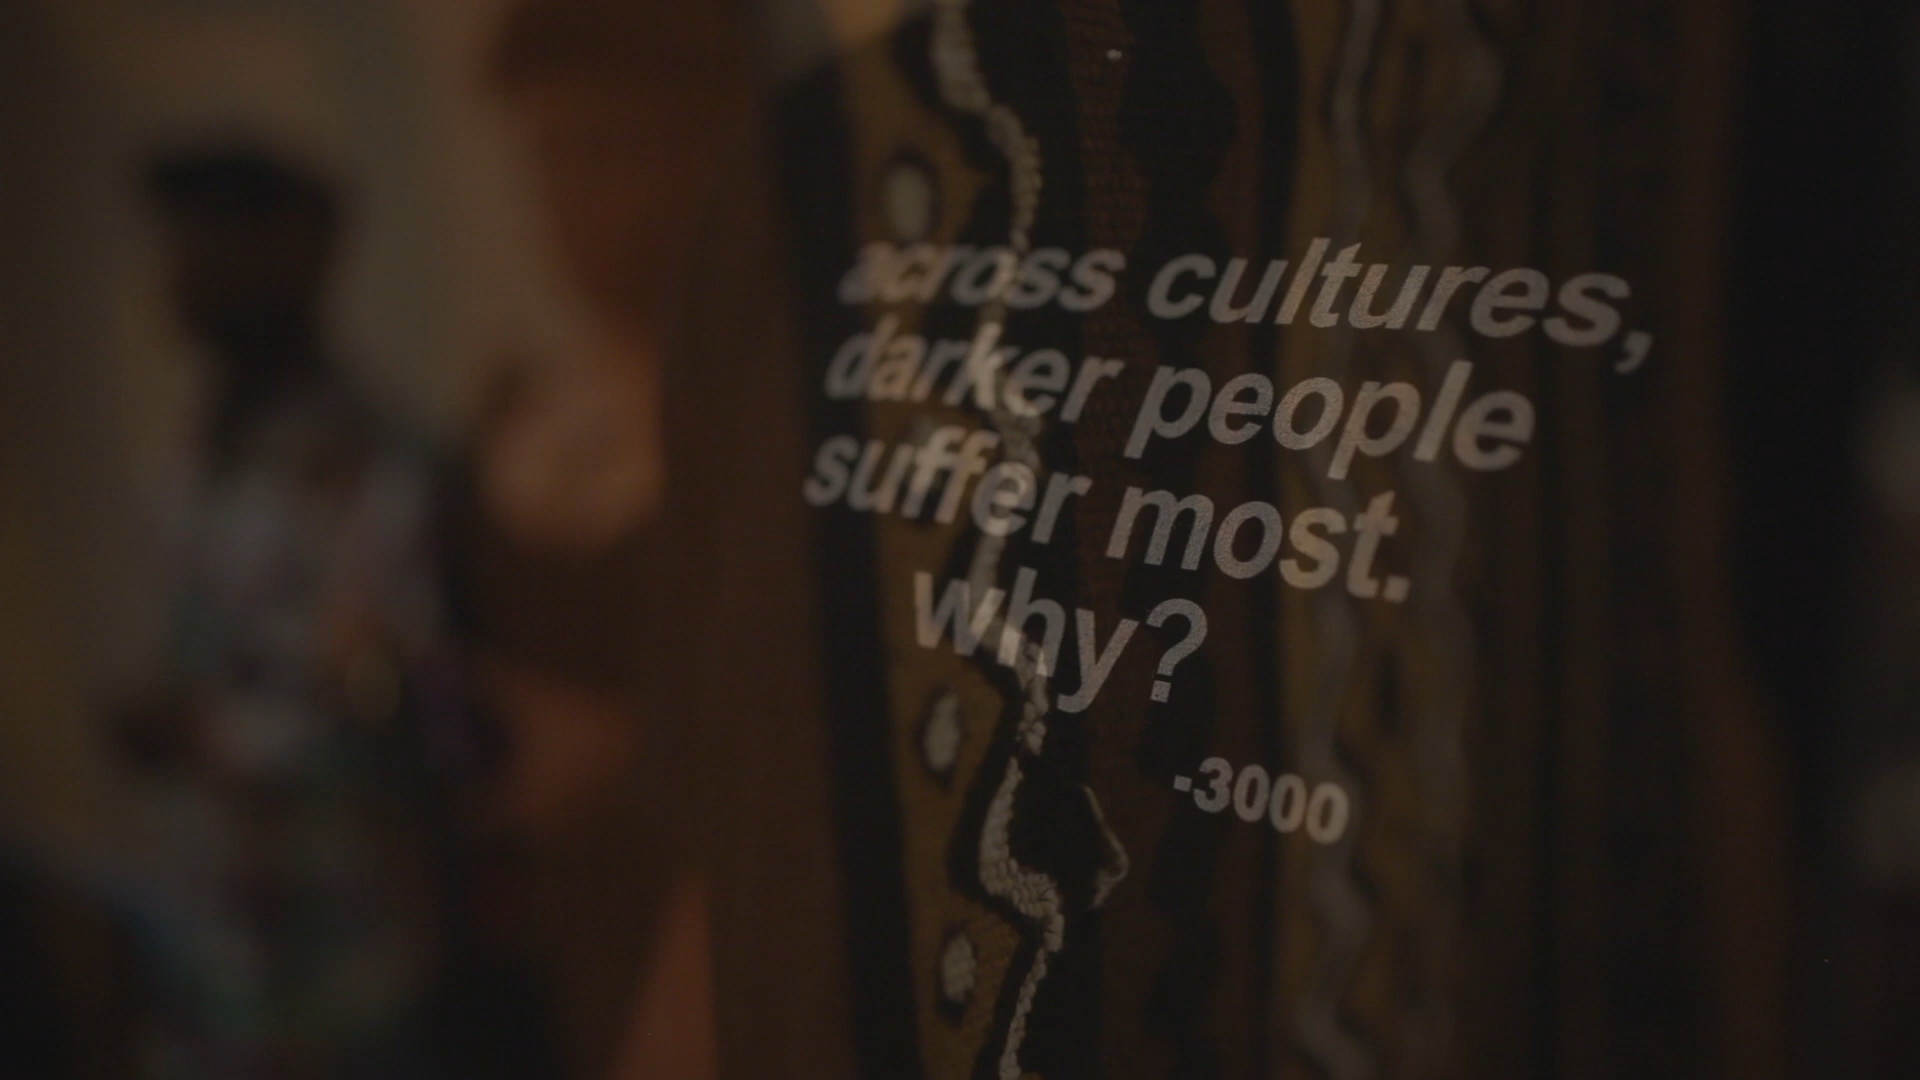 across cultures,
darker people
suffer most.
why?
-3000